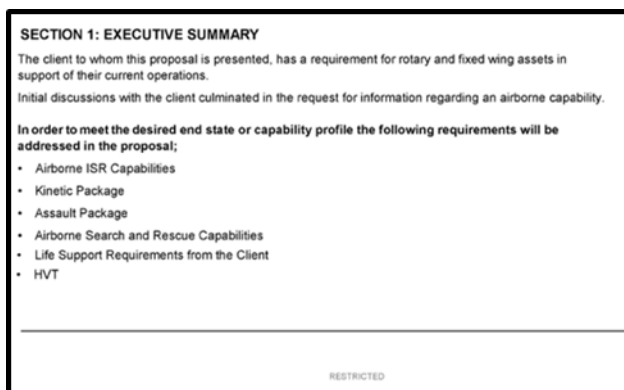 SECTION 1: EXECUTIVE SUMMARY
The client to whom this proposal is presented, has a requirement for rotary and fixed wing assets in
support of their current operations.
Initial discussions with the client culminated in the request for information regarding an airborne capability.
In order to meet the desired end state or capability profile the following requirements will be
addressed in the proposal;
• Airborne ISR Capabilities
• Kinetic Package
• Assault Package
• Airborne Search and Rescue Capabilities
• Life Support Requirements from the Client
• HVT
RESTRICTED